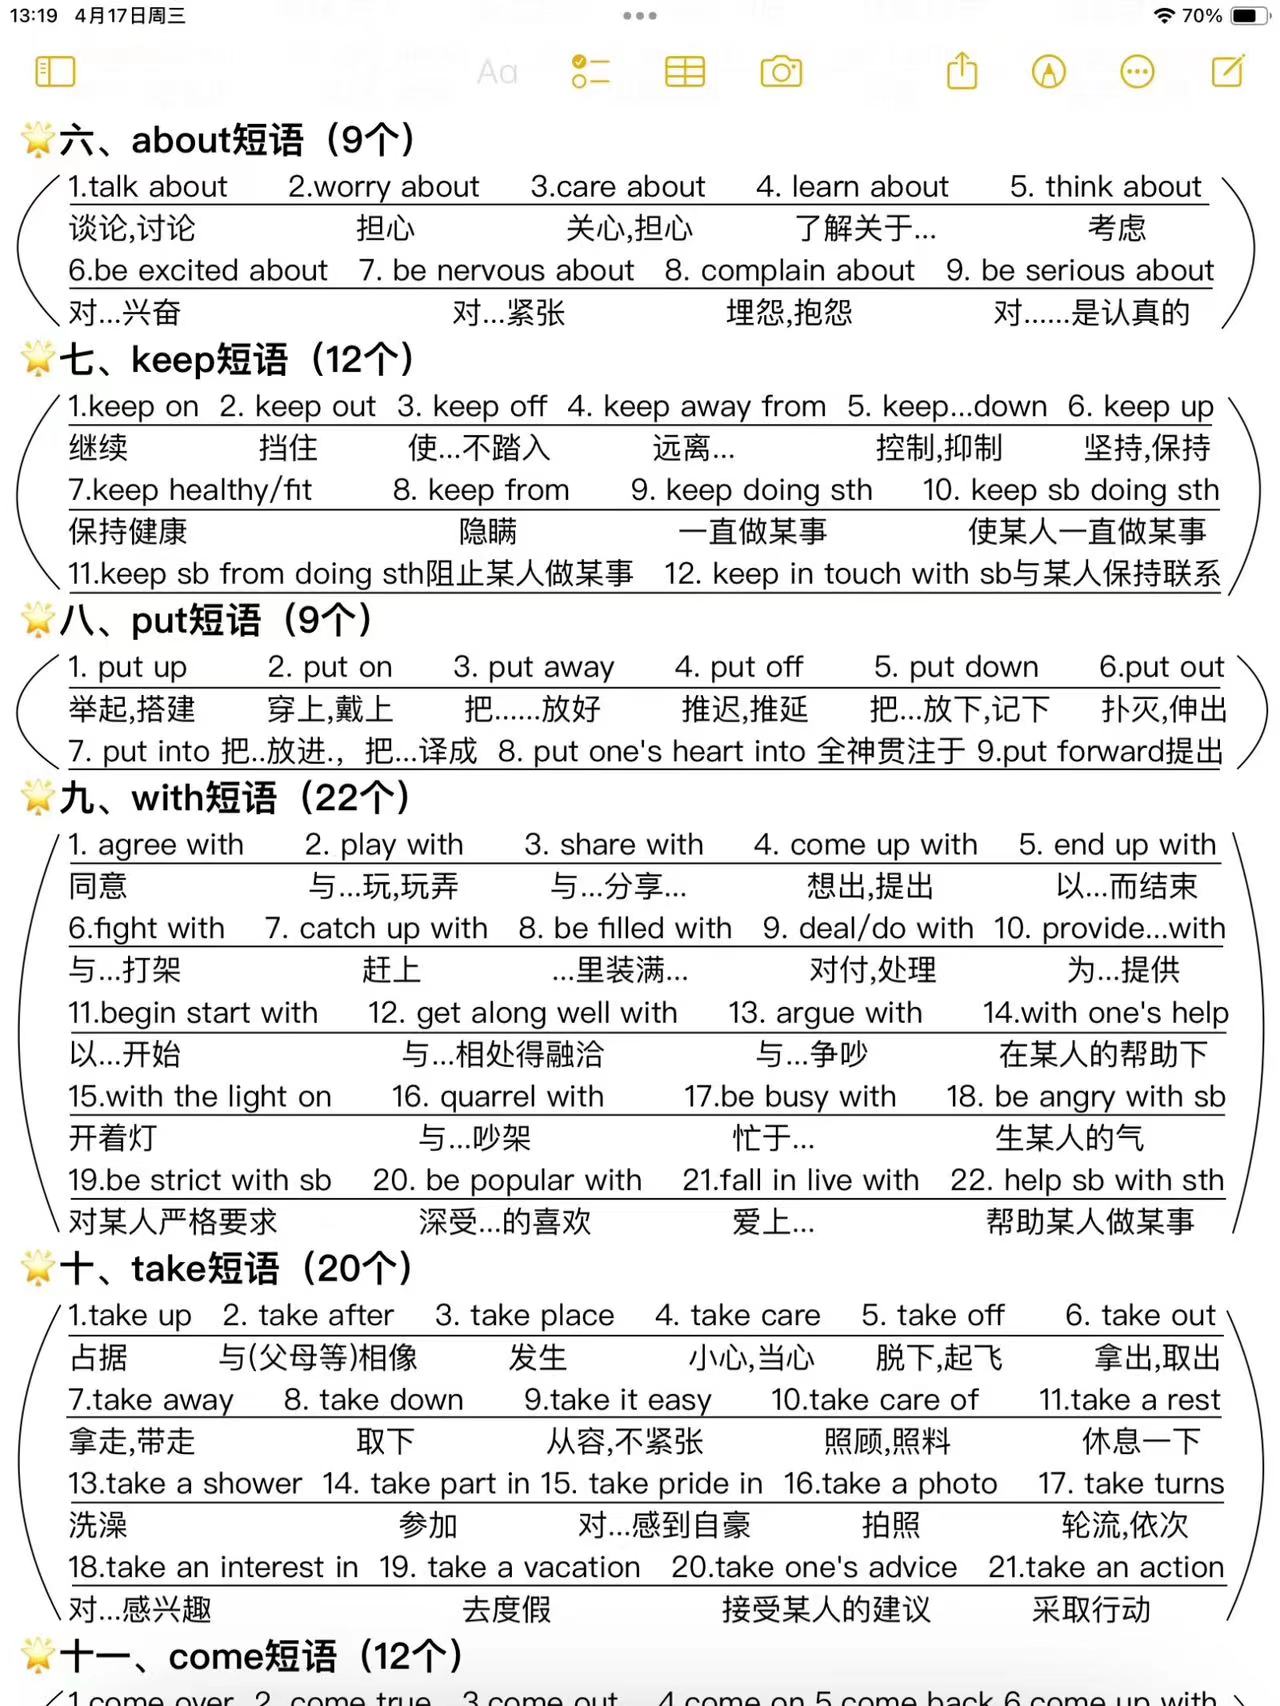 13:19 4月17日周三
70%
Aa
🌟六、about短语（9个）
1.talk about 2.worry about 3.care about 4. learn about 5. think about
谈论,讨论 担心 关心,担心 了解关于... 考虑
6.be excited about 7. be nervous about 8. complain about 9. be serious about
对...兴奋 对...紧张 埋怨,抱怨 对......是认真的
🌟七、keep短语（12个）
1.keep on 2. keep out 3. keep off 4. keep away from 5. keep...down 6. keep up
继续 挡住 使...不踏入 远离... 控制,抑制 坚持,保持
7.keep healthy/fit 8. keep from 9. keep doing sth 10. keep sb doing sth
保持健康 隐瞒 一直做某事 使某人一直做某事
11.keep sb from doing sth阻止某人做某事 12. keep in touch with sb与某人保持联系
🌟八、put短语（9个）
1. put up 2. put on 3. put away 4. put off 5. put down 6.put out
举起,搭建 穿上,戴上 把......放好 推迟,推延 把...放下,记下 扑灭,伸出
7. put into 把..放进.，把...译成 8. put one's heart into 全神贯注于 9.put forward提出
🌟九、with短语（22个）
1. agree with 2. play with 3. share with 4. come up with 5. end up with
同意 与...玩,玩弄 与...分享... 想出,提出 以...而结束
6.fight with 7. catch up with 8. be filled with 9. deal/do with 10. provide...with
与...打架 赶上 ...里装满... 对付,处理 为...提供
11.begin start with 12. get along well with 13. argue with 14.with one's help
以...开始 与...相处得融洽 与...争吵 在某人的帮助下
15.with the light on 16. quarrel with 17.be busy with 18. be angry with sb
开着灯 与...吵架 忙于... 生某人的气
19.be strict with sb 20. be popular with 21.fall in live with 22. help sb with sth
对某人严格要求 深受...的喜欢 爱上... 帮助某人做某事
🌟十、take短语（20个）
1.take up 2. take after 3. take place 4. take care 5. take off 6. take out
占据 与(父母等)相像 发生 小心,当心 脱下,起飞 拿出,取出
7.take away 8. take down 9.take it easy 10.take care of 11.take a rest
拿走,带走 取下 从容,不紧张 照顾,照料 休息一下
13.take a shower 14. take part in 15. take pride in 16.take a photo 17. take turns
洗澡 参加 对...感到自豪 拍照 轮流,依次
18.take an interest in 19. take a vacation 20.take one's advice 21.take an action
对...感兴趣 去度假 接受某人的建议 采取行动
🌟十一、come短语（12个）
1.come over 2. come true 3.come out 4.come on 5.come back 6.come up with